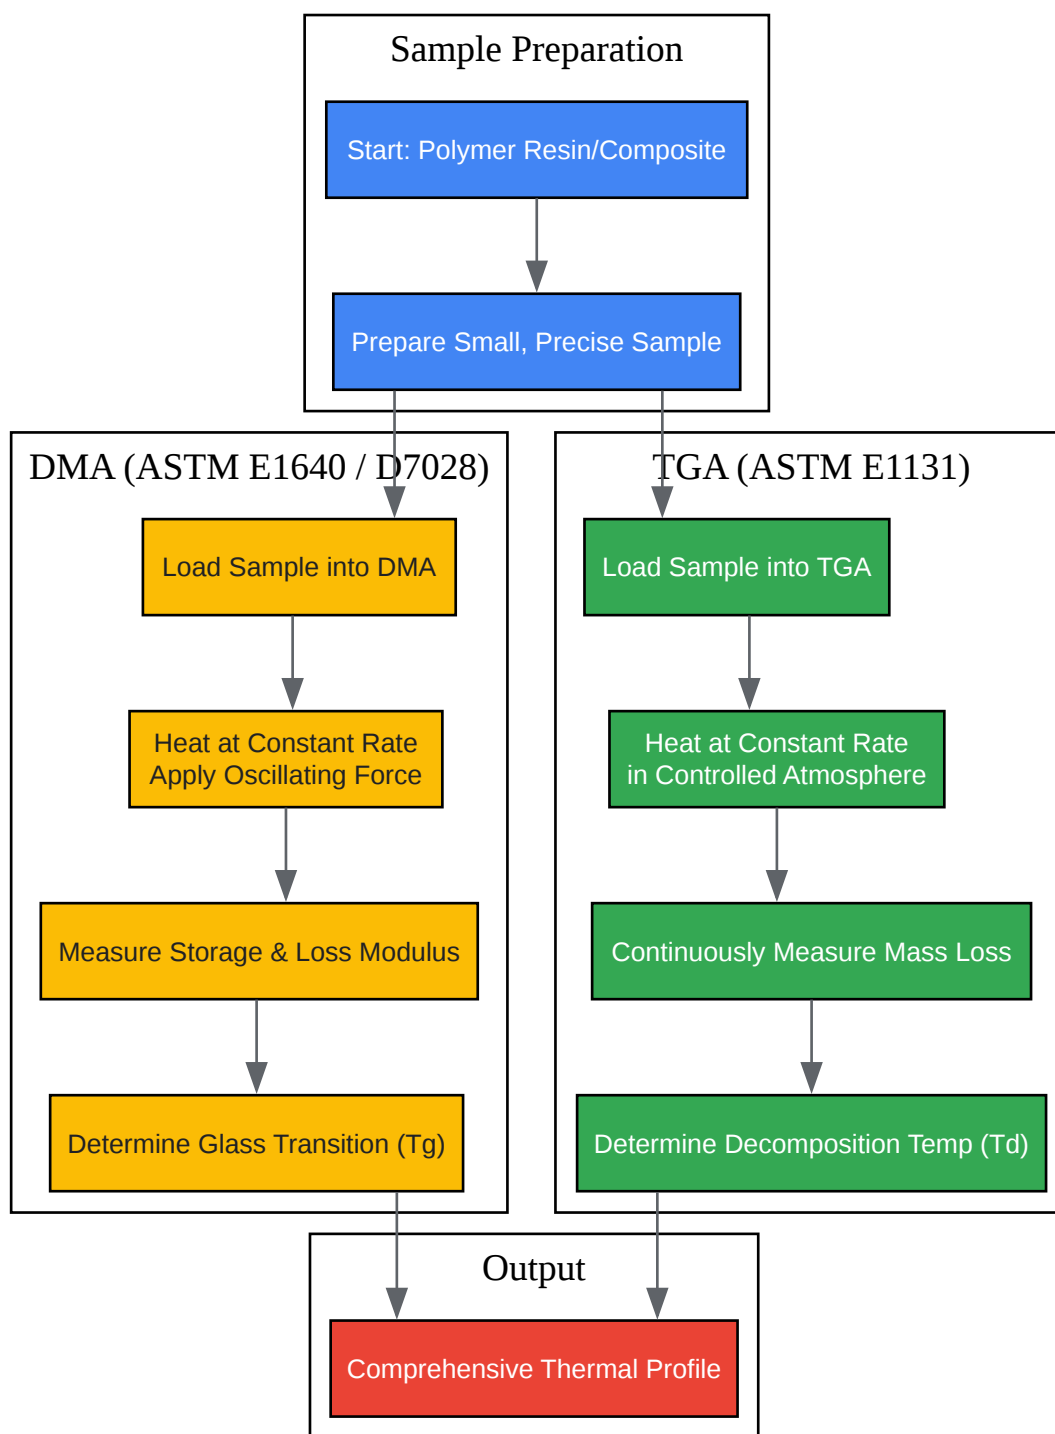 Sample Preparation
Start: Polymer Resin/Composite
Prepare Small, Precise Sample
DMA (ASTM E1640 / D7028)
Load Sample into DMA
Heat at Constant Rate
Apply Oscillating Force
Measure Storage & Loss Modulus
Determine Glass Transition (Tg)
TGA (ASTM E1131)
Load Sample into TGA
Heat at Constant Rate
in Controlled Atmosphere
Continuously Measure Mass Loss
Determine Decomposition Temp (Td)
Output
Comprehensive Thermal Profile